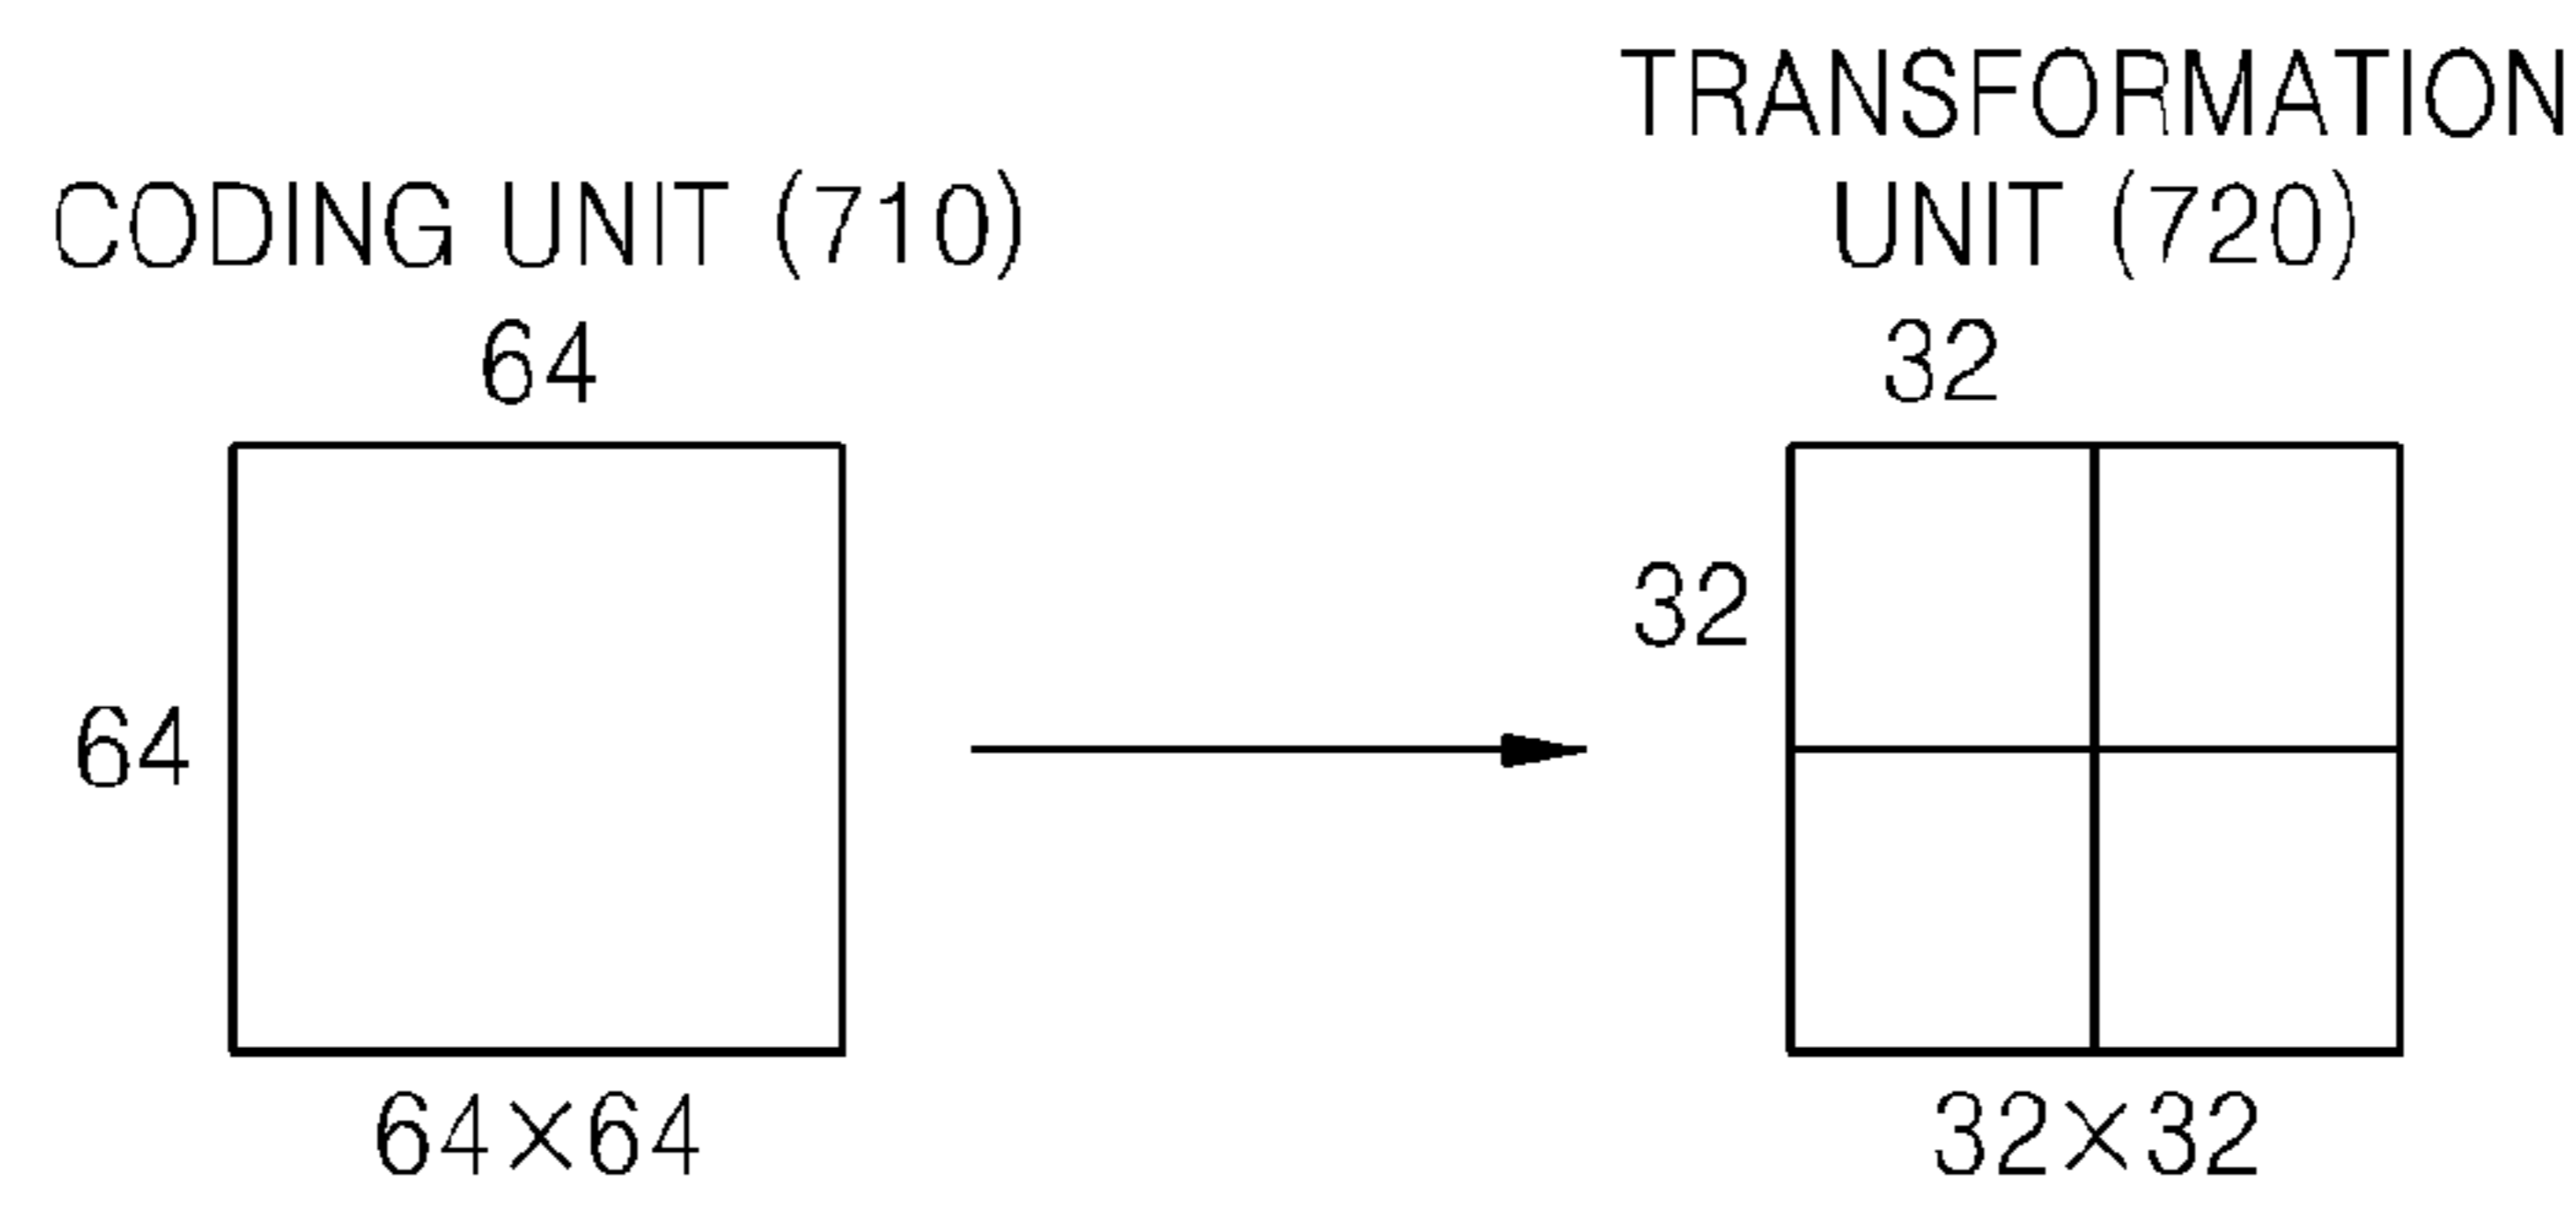 CODING UNIT (710)
64
64
64×64
TRANSFORMATION
UNIT (720)
32
32
32×32